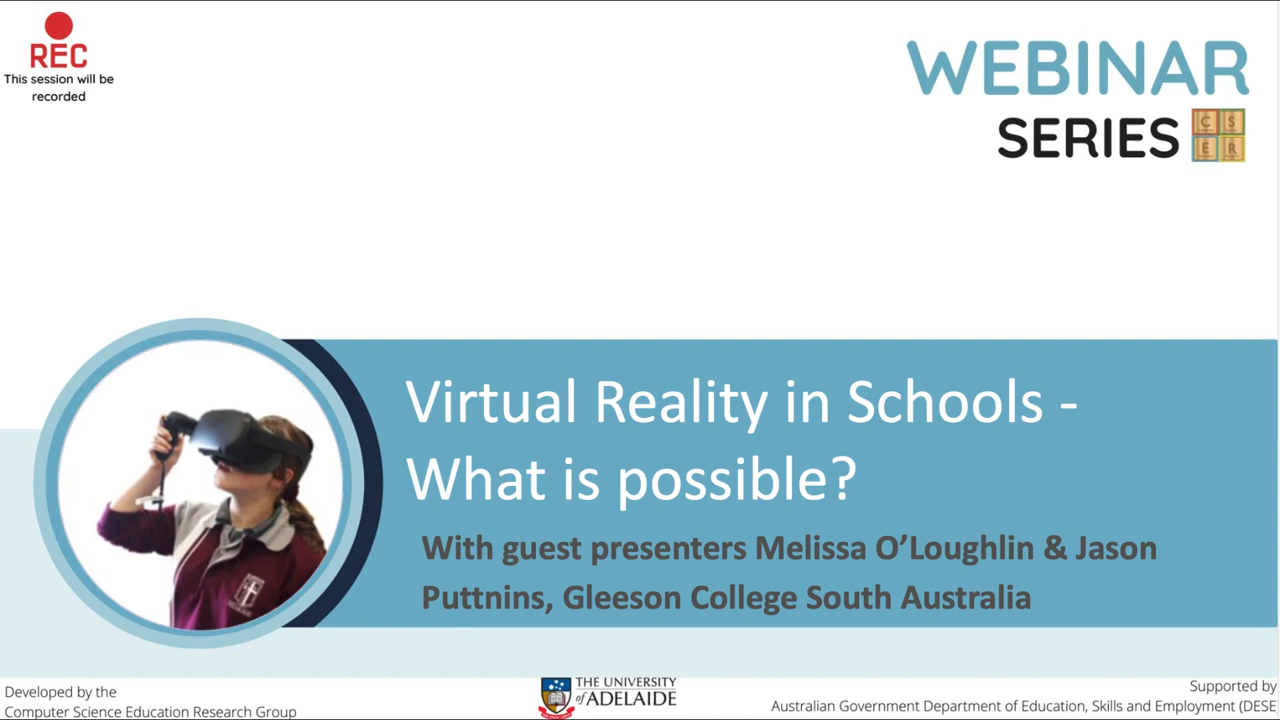 REC
This session will be
recorded
WEBINAR
SERIES
C S
E R
Virtual Reality in Schools -
What is possible?
With guest presenters Melissa O’Loughlin & Jason
Puttnins, Gleeson College South Australia
Developed by the
Computer Science Education Research Group
THE UNIVERSITY
of ADELAIDE
Supported by
Australian Government Department of Education, Skills and Employment (DESE